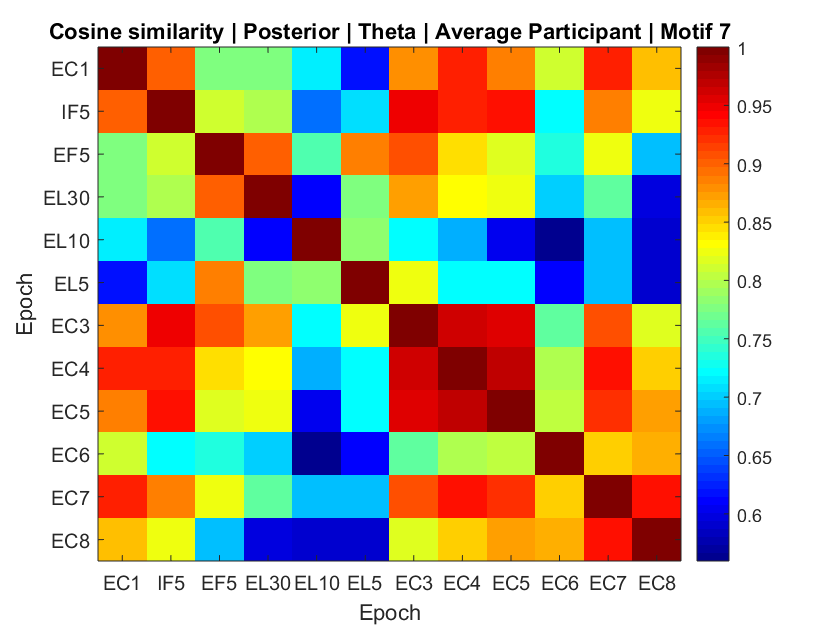 Cosine similarity | Posterior | Theta | Average Participant | Motif 7
EC1
IF5
EF5
EL30
EL10
EL5
EC3
EC4
EC5
EC6
EC7
EC8
Epoch
EC1 IF5 EF5 EL30 EL10 EL5 EC3 EC4 EC5 EC6 EC7 EC8
Epoch
1
0.95
0.9
0.85
0.8
0.75
0.7
0.65
0.6